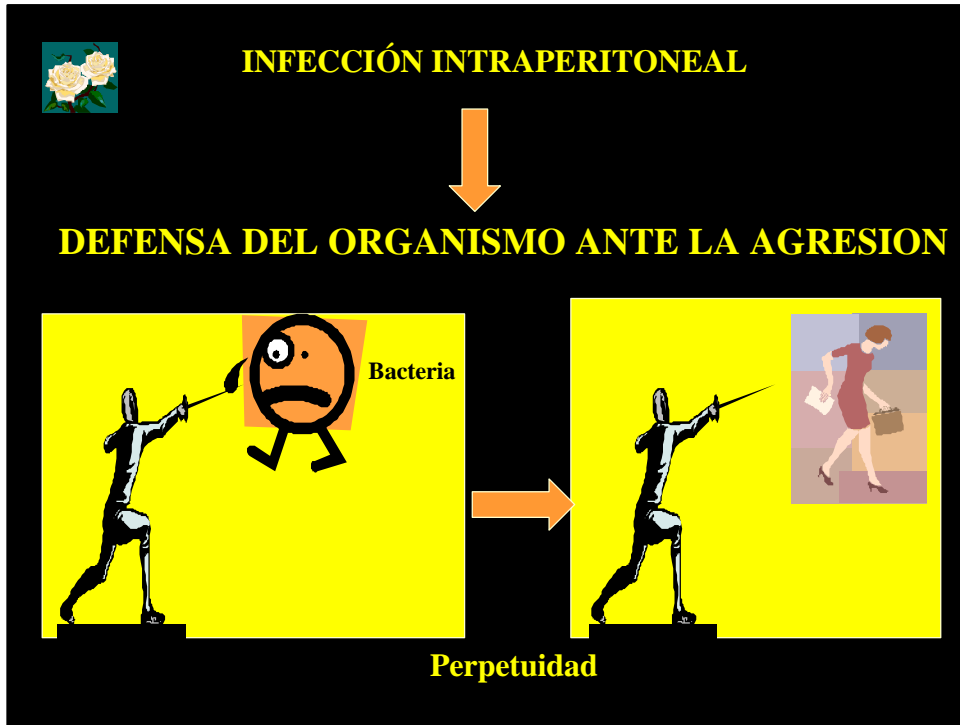 INFECCIÓN INTRAPERITONEAL
DEFENSA DEL ORGANISMO ANTE LA AGRESION
Bacteria
Perpetuidad